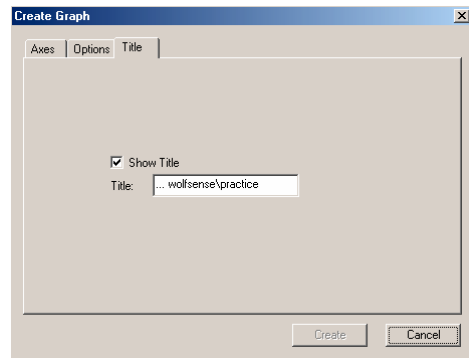 Create Graph
Axes Options Title
Show Title
Title: ... wolfsense\practice
Create Cancel